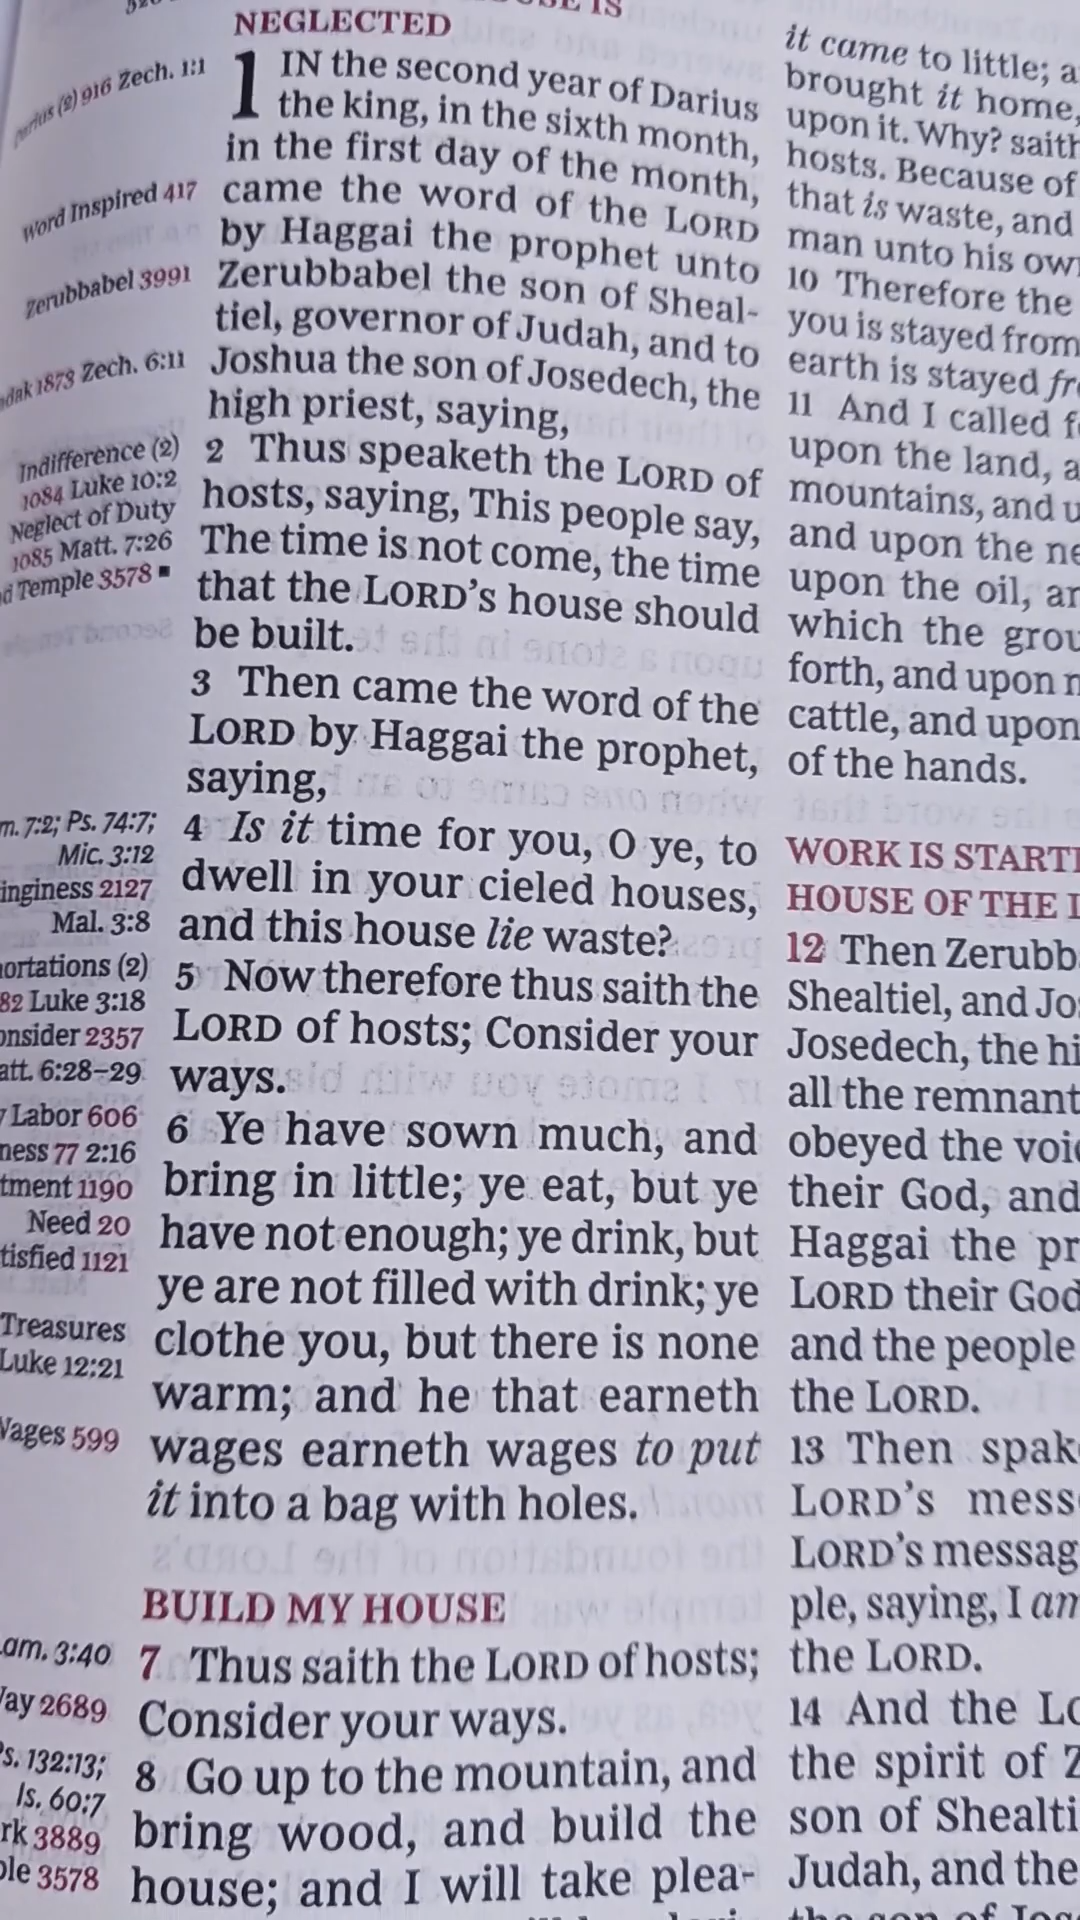 NEGLECTED
1 IN the second year of Darius
the king, in the sixth month,
in the first day of the month,
came the word of the LORD
by Haggai the prophet unto
Zerubbabel the son of Sheal-
tiel, governor of Judah, and to
Joshua the son of Josedech, the
high priest, saying,
2 Thus speaketh the LORD of
hosts, saying, This people say,
The time is not come, the time
that the LORD's house should
be built.
3 Then came the word of the
LORD by Haggai the prophet,
saying,
4 Is it time for you, O ye, to
dwell in your cieled houses,
and this house lie waste?
5 Now therefore thus saith the
LORD of hosts; Consider your
ways.
6 Ye have sown much, and
bring in little; ye eat, but ye
have not enough; ye drink, but
ye are not filled with drink; ye
clothe you, but there is none
warm; and he that earneth
wages earneth wages to put
it into a bag with holes.
BUILD MY HOUSE
7 Thus saith the LORD of hosts;
Consider your ways.
8 Go up to the mountain, and
bring wood, and build the
house; and I will take plea-
(2) 916 Zech. 1:1
Word Inspired 417
Zerubbabel 3991
1873 Zech. 6:11
Indifference (2)
1084 Luke 10:2
Neglect of Duty
1085 Matt. 7:26
Temple 3578 ■
7:2; Ps. 74:7;
Mic. 3:12
inginess 2127
Mal. 3:8
ortations (2)
82 Luke 3:18
onsider 2357
att. 6:28–29
Labor 606
ness 77 2:16
tment 1190
Need 20
tisfied 1121
Treasures
Luke 12:21
Wages 599
am. 3:40
Way 2689
s. 132:13;
Is. 60:7
rk 3889
ple 3578
it came to little; a
brought it home,
upon it. Why? saith
hosts. Because of
that is waste, and
man unto his own
10 Therefore the
you is stayed from
earth is stayed fr
11 And I called f
upon the land, a
mountains, and u
and upon the ne
upon the oil, an
which the grou
forth, and upon m
cattle, and upon
of the hands.
WORK IS START
HOUSE OF THE L
12 Then Zerubb
Shealtiel, and Jos
Josedech, the hi
all the remnant
obeyed the voic
their God, and
Haggai the pr
LORD their God
and the people
the LORD.
13 Then spak
LORD's mess
LORD's messag
ple, saying, I am
the LORD.
14 And the Lo
the spirit of Z
son of Shealti
Judah, and the